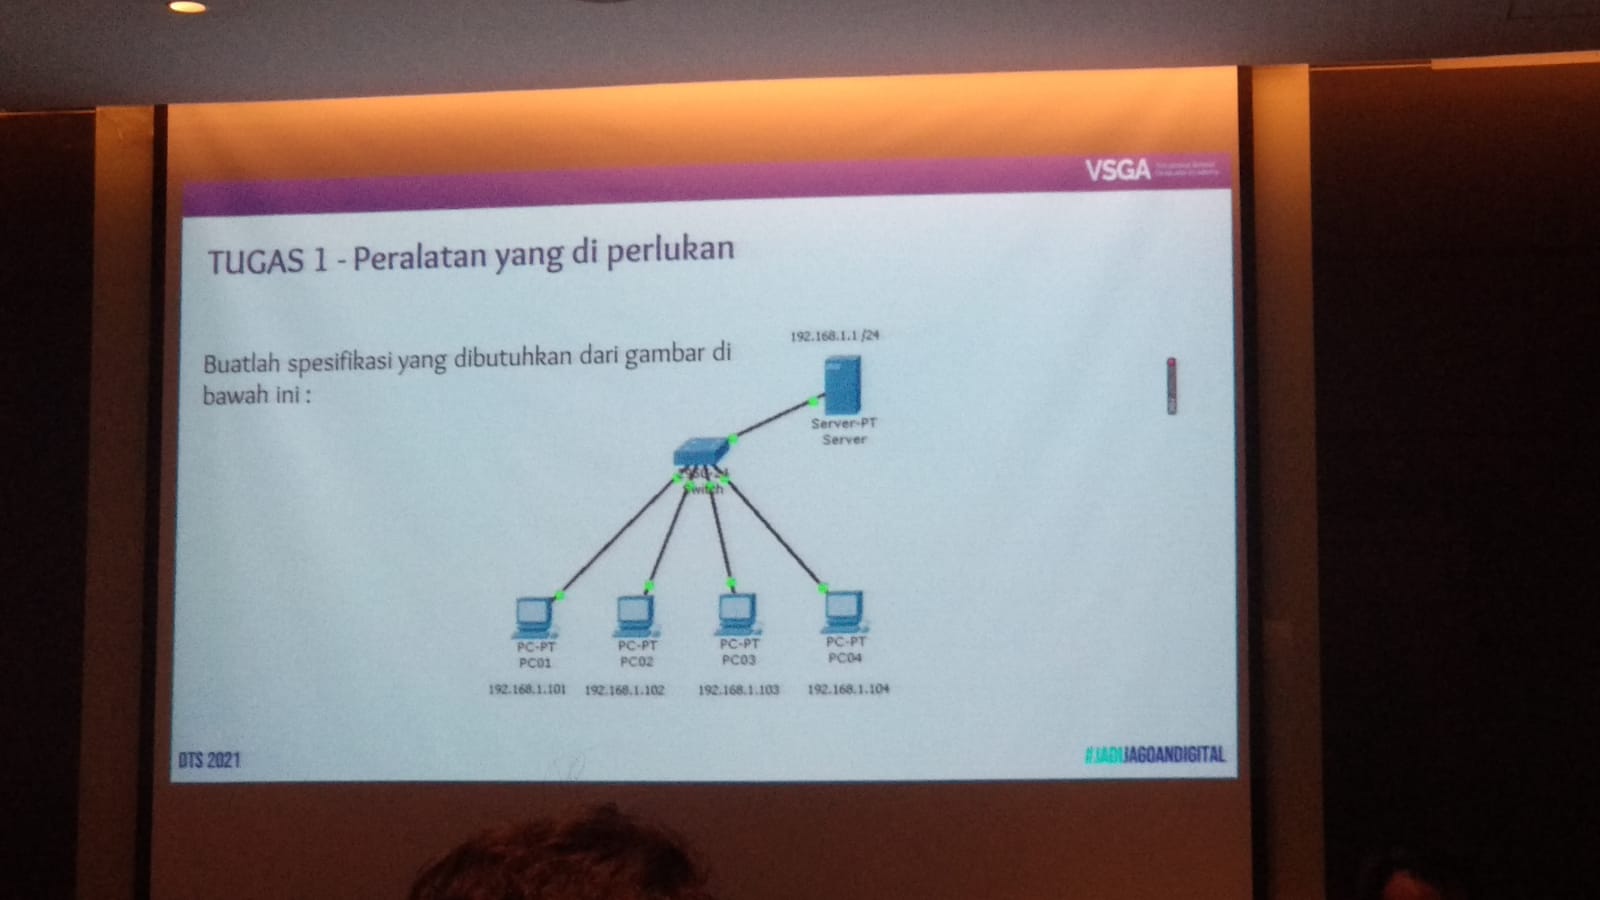 VSGA
TUGAS 1 - Peralatan yang di perlukan
Buatlah spesifikasi yang dibutuhkan dari gambar di
bawah ini :
192.168.1.1 /24
Server-PT
Server
Switch
PC-PT
PC01
PC-PT
PC02
PC-PT
PC03
PC-PT
PC04
192.168.1.101
192.168.1.102
192.168.1.103
192.168.1.104
DTS 2021
#JADIJAGOANDIGITAL